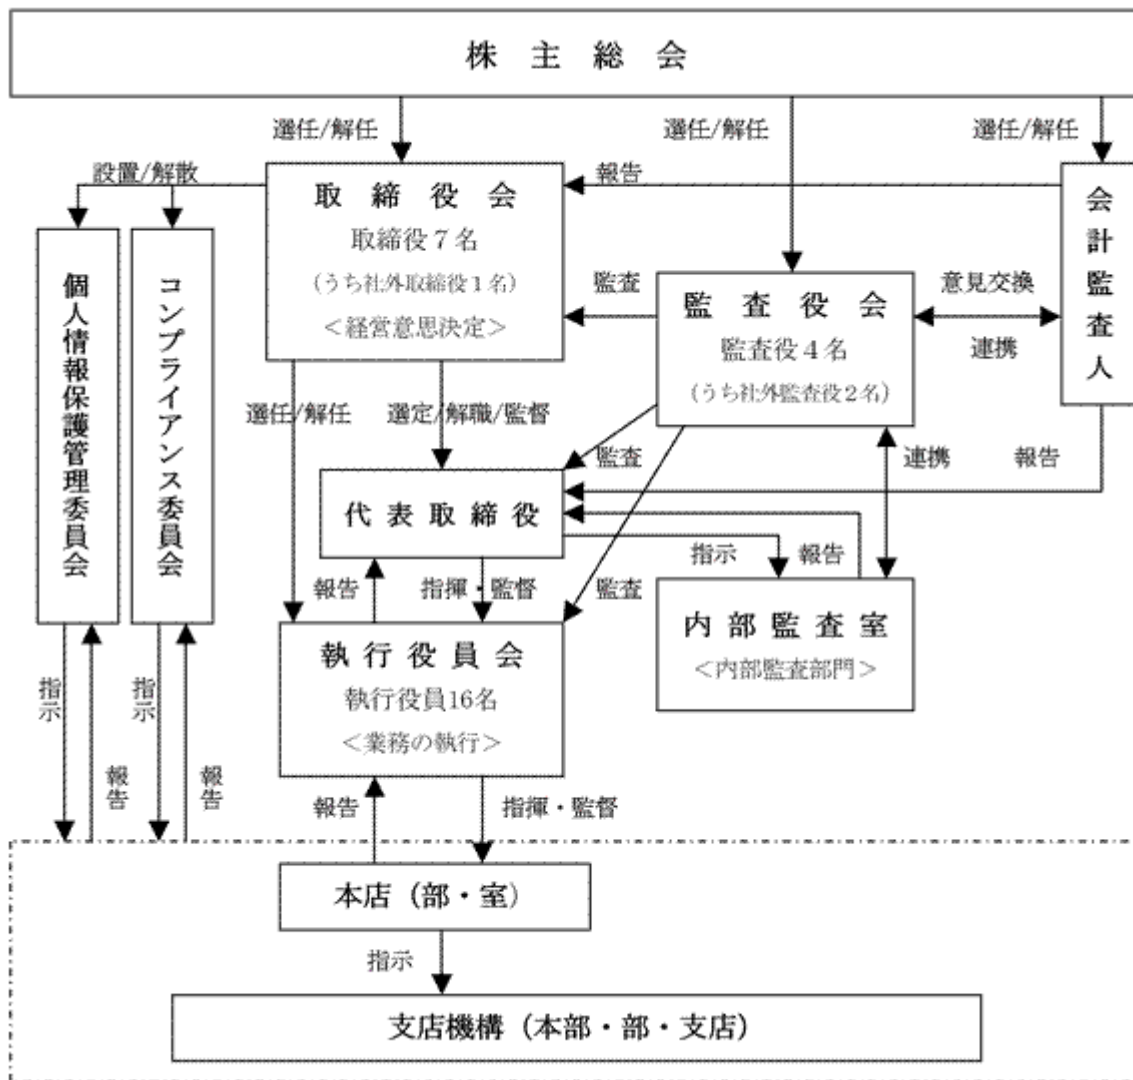 株主総会
選任/解任
選任/解任
選任/解任
設置/解散
取締役会
取締役7名
(うち社外取締役1名)
<経営意思決定>
報告
会計監査人
個人情報保護管理委員会
コンプライアンス委員会
監査
監査役会
監査役4名
(うち社外監査役2名)
意見交換
連携
選任/解任
選定/解職/監督
監査
連携
報告
代表取締役
指示
報告
報告
指揮・監督
監査
内部監査室
<内部監査部門>
執行役員会
執行役員16名
<業務の執行>
指示
指示
報告
報告
報告
指揮・監督
本店(部・室)
指示
支店機構(本部・部・支店)